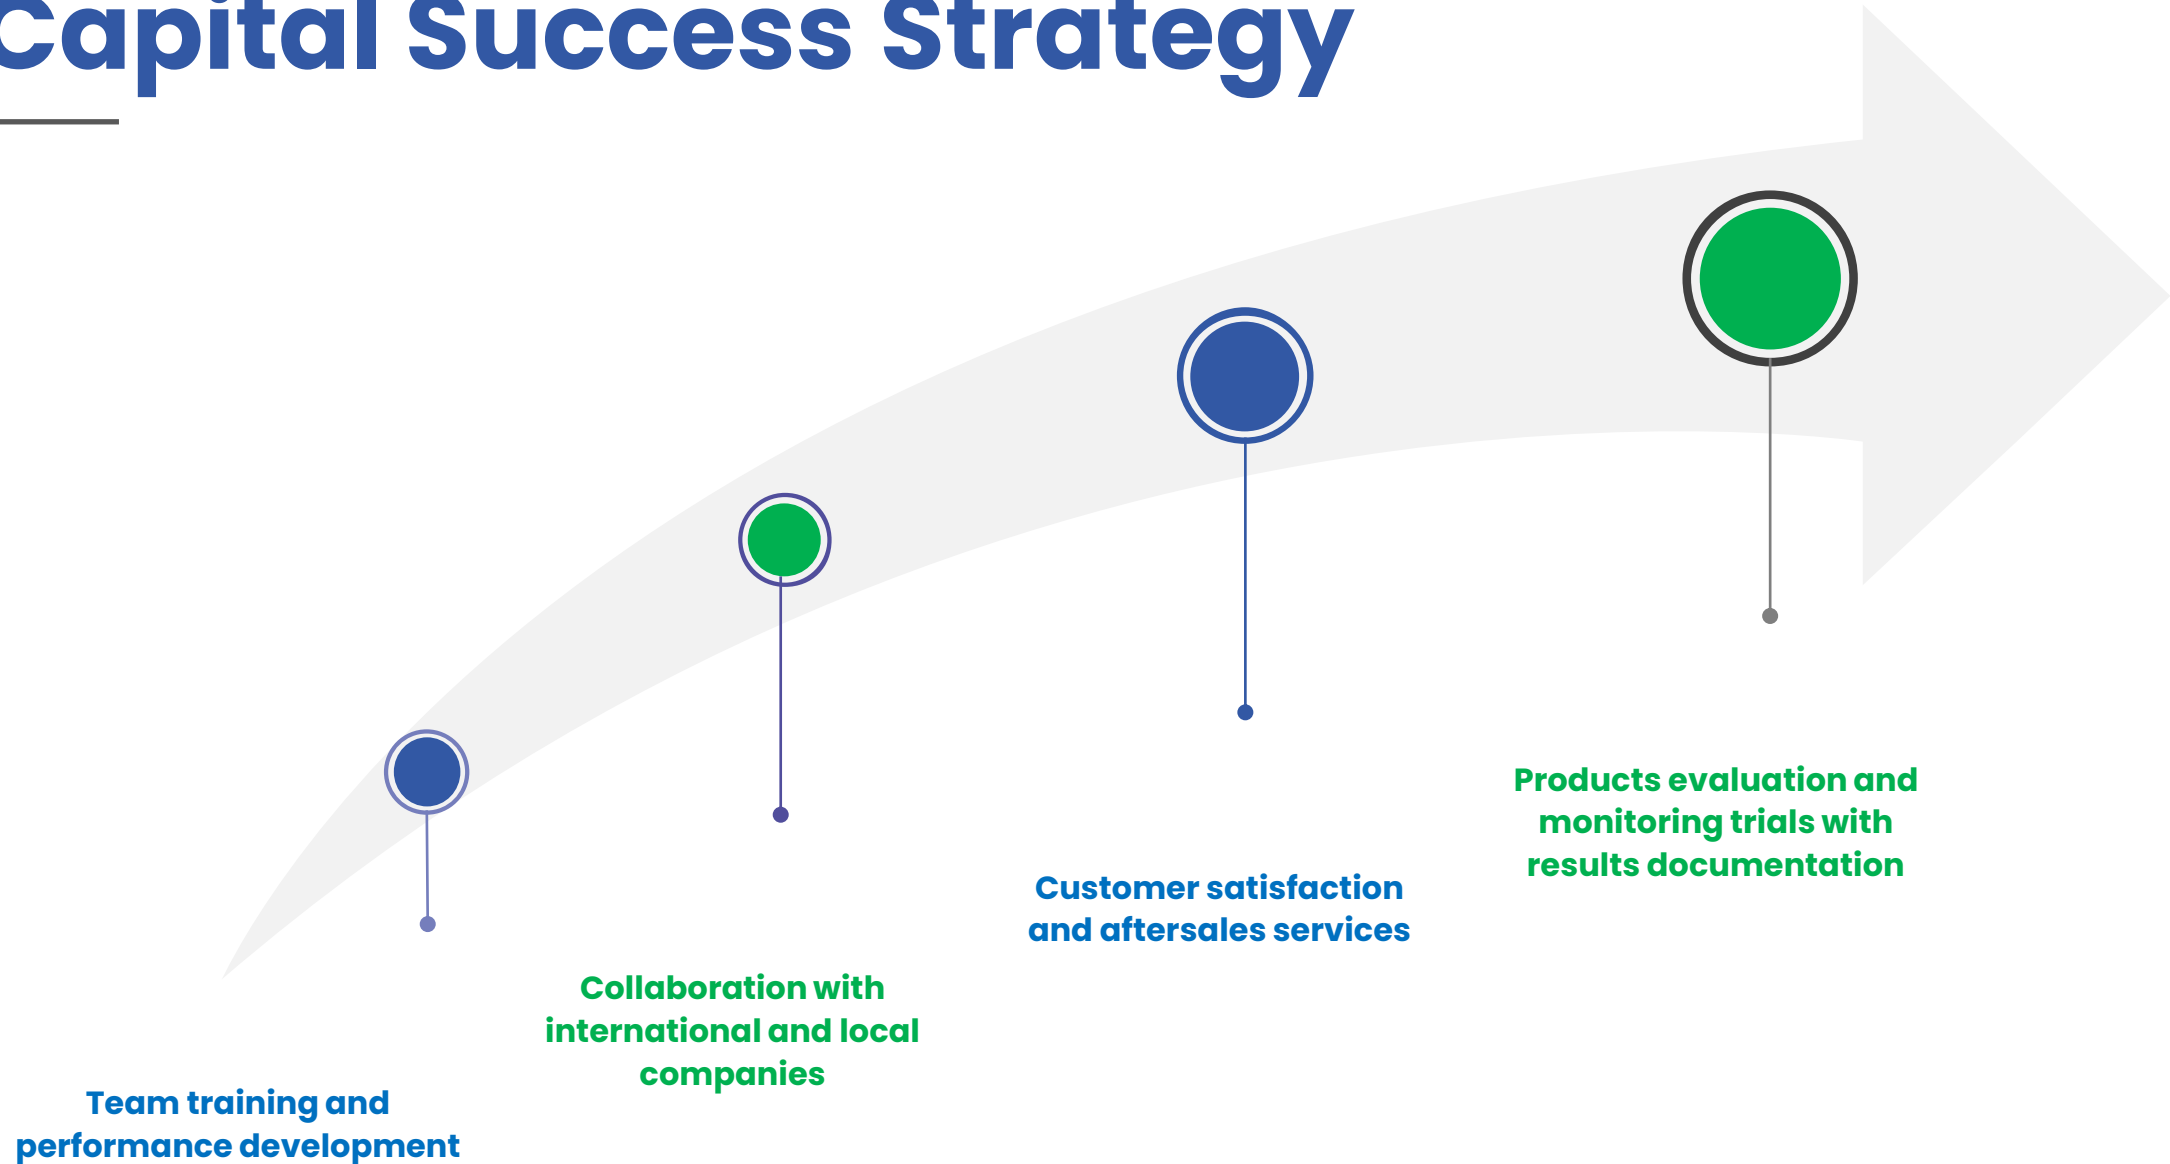 Capital Success Strategy
Team training and
performance development
Collaboration with
international and local
companies
Customer satisfaction
and aftersales services
Products evaluation and
monitoring trials with
results documentation